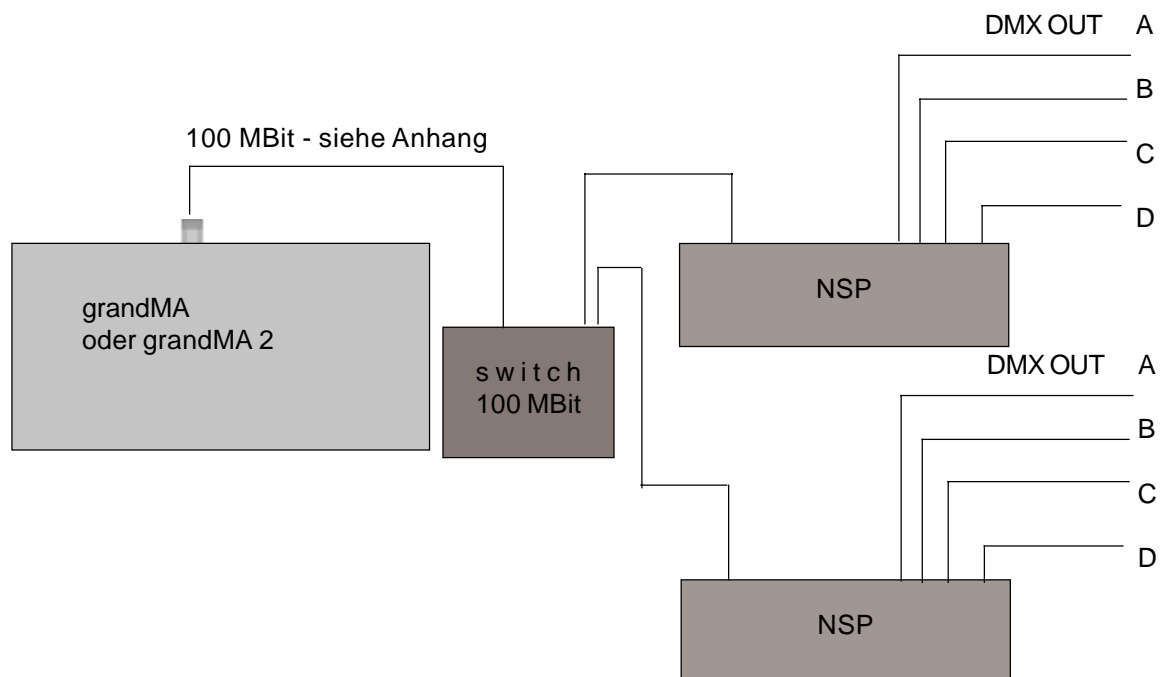 DMX OUT A
B
100 MBit - siehe Anhang
C
D
NSP
grandMA
oder grandMA 2
switch
100 MBit
DMX OUT A
B
C
D
NSP